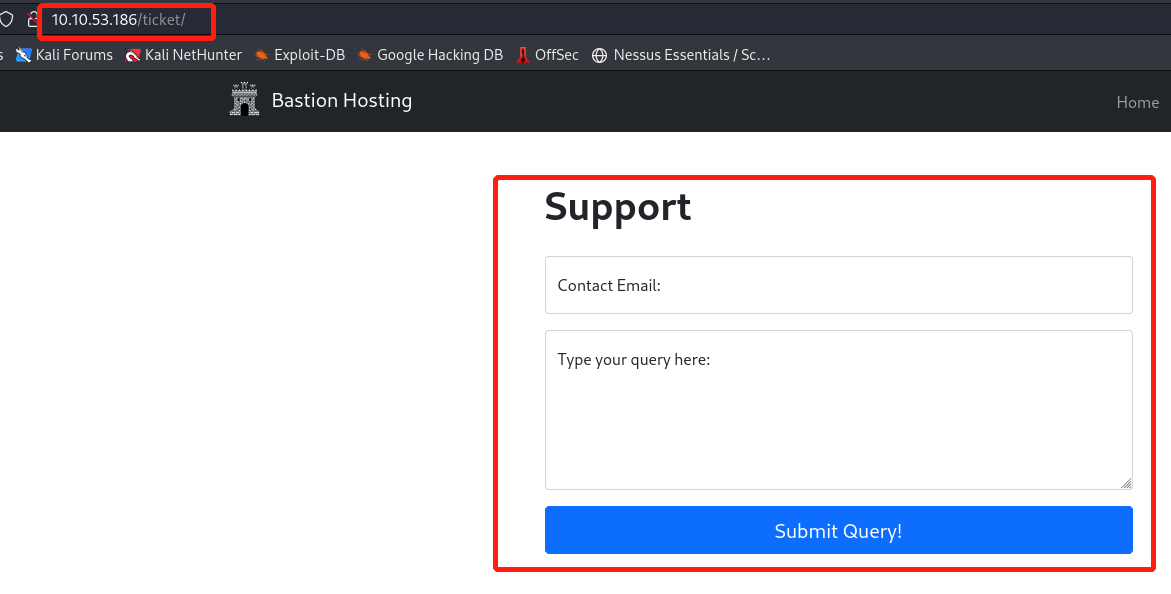 10.10.53.186/ticket/
s Kali Forums Kali NetHunter Exploit-DB Google Hacking DB OffSec Nessus Essentials / Sc...
Bastion Hosting Home
Support
Contact Email:
Type your query here:
Submit Query!